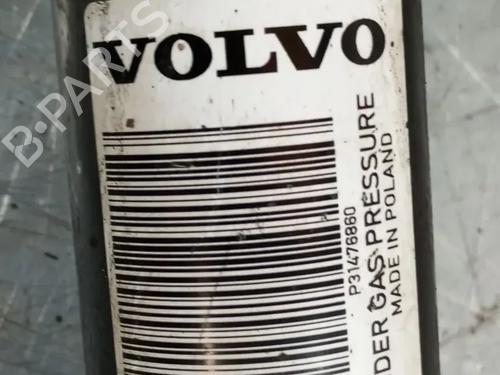 VOLVO
P31476860
DER GAS PRESSURE
MADE IN POLAND
B-PARTS